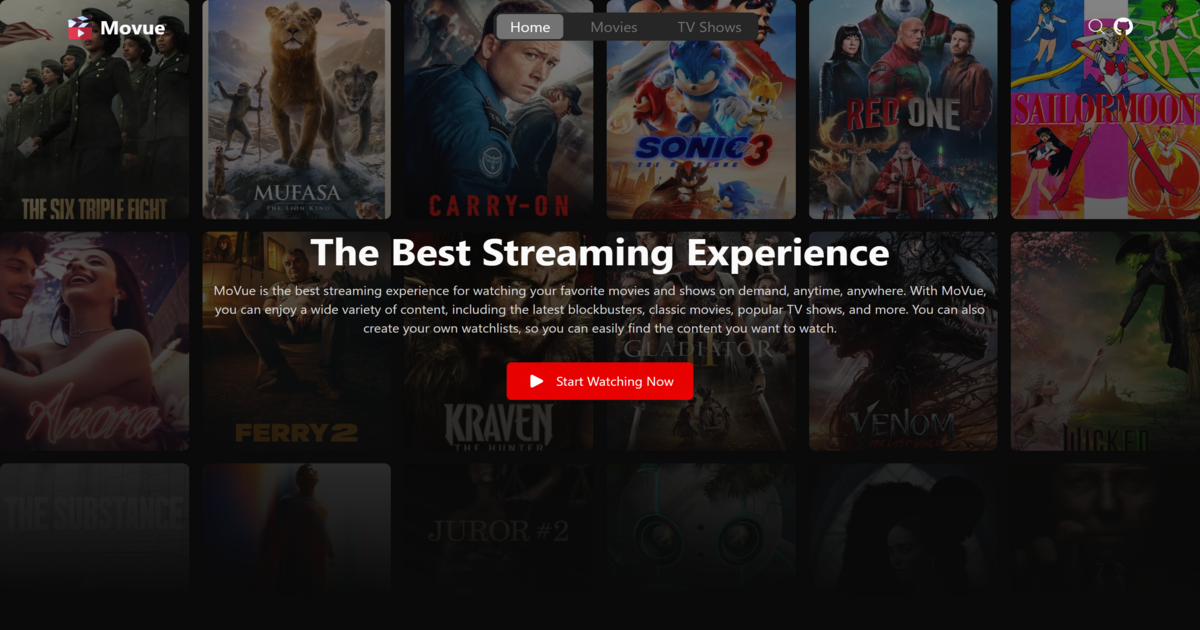 Movue
Home
Movies
TV Shows
THE SIX TRIPLE EIGHT
MUFASA
THE LION KING
CARRY-ON
SONIC 3
THE HEDGEHOG
RED ONE
SAILORMOON
The Best Streaming Experience
MoVue is the best streaming experience for watching your favorite movies and shows on demand, anytime, anywhere. With MoVue,
you can enjoy a wide variety of content, including the latest blockbusters, classic movies, popular TV shows, and more. You can also
create your own watchlists, so you can easily find the content you want to watch.
Start Watching Now
Anora
FERRY 2
KRAVEN
THE HUNTER
GLADIATOR
VENOM
WICKED
THE SUBSTANCE
JUROR #2